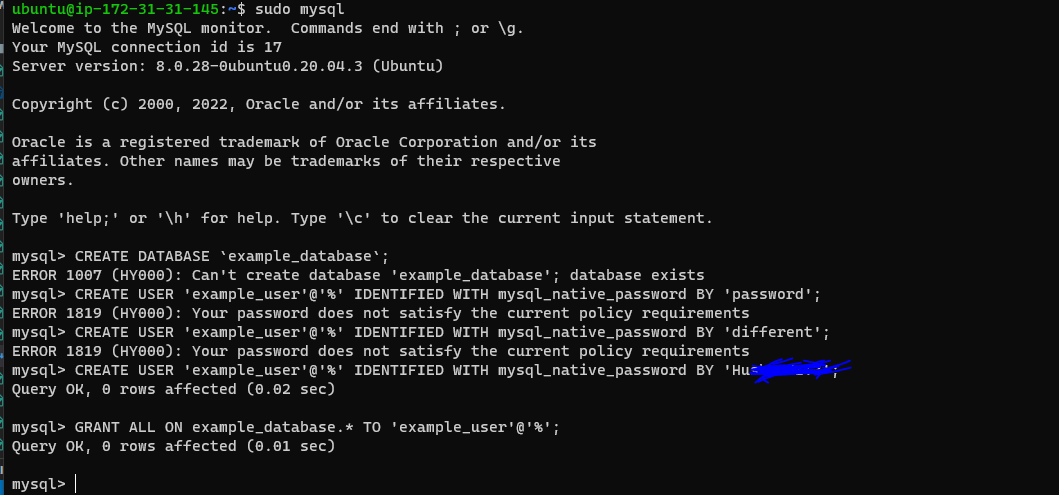 ubuntu@ip-172-31-31-145:~$ sudo mysql
Welcome to the MySQL monitor.  Commands end with ; or \g.
Your MySQL connection id is 17
Server version: 8.0.28-0ubuntu0.20.04.3 (Ubuntu)
Copyright (c) 2000, 2022, Oracle and/or its affiliates.
Oracle is a registered trademark of Oracle Corporation and/or its
affiliates. Other names may be trademarks of their respective
owners.
Type 'help;' or '\h' for help. Type '\c' to clear the current input statement.
mysql> CREATE DATABASE `example_database`;
ERROR 1007 (HY000): Can't create database 'example_database'; database exists
mysql> CREATE USER 'example_user'@'%' IDENTIFIED WITH mysql_native_password BY 'password';
ERROR 1819 (HY000): Your password does not satisfy the current policy requirements
mysql> CREATE USER 'example_user'@'%' IDENTIFIED WITH mysql_native_password BY 'different';
ERROR 1819 (HY000): Your password does not satisfy the current policy requirements
mysql> CREATE USER 'example_user'@'%' IDENTIFIED WITH mysql_native_password BY
Query OK, 0 rows affected (0.02 sec)
mysql> GRANT ALL ON example_database.* TO 'example_user'@'%';
Query OK, 0 rows affected (0.01 sec)
mysql>